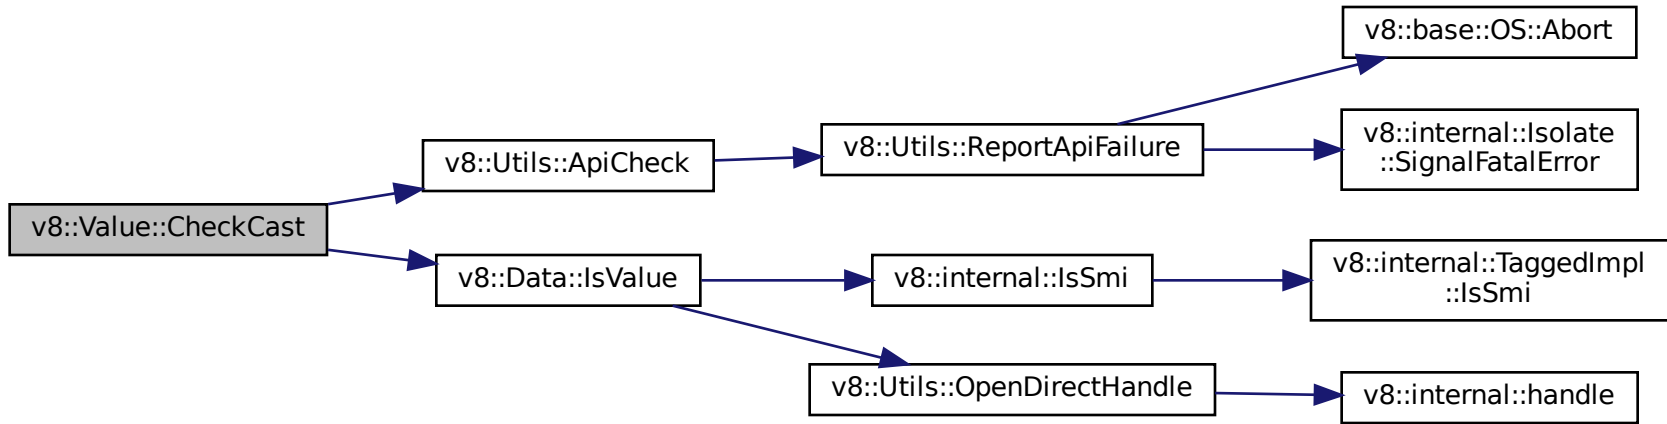 v8::base::OS::Abort
v8::internal::Isolate
::SignalFatalError
v8::Utils::ReportApiFailure
v8::Utils::ApiCheck
v8::Value::CheckCast
v8::Data::IsValue
v8::internal::IsSmi
v8::internal::TaggedImpl
::IsSmi
v8::Utils::OpenDirectHandle
v8::internal::handle